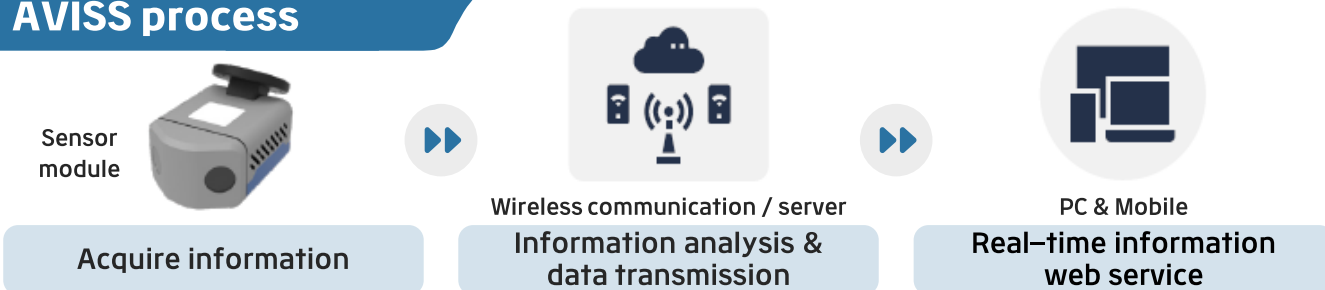 AVISS process
Sensor
module
Wireless communication / server
PC & Mobile
Acquire information
Information analysis &
data transmission
Real–time information
web service